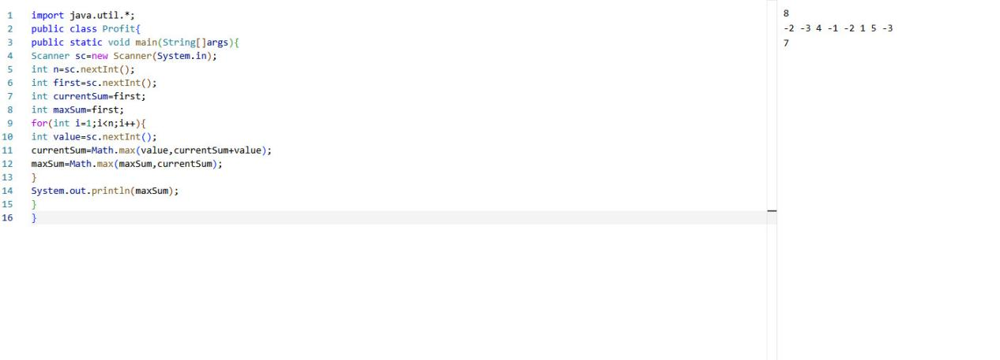 1 import java.util.*;
2 public class Profit{
3 public static void main(String[]args){
4 Scanner sc=new Scanner(System.in);
5 int n=sc.nextInt();
6 int first=sc.nextInt();
7 int currentSum=first;
8 int maxSum=first;
9 for(int i=1;i<n;i++){
10 int value=sc.nextInt();
11 currentSum=Math.max(value,currentSum+value);
12 maxSum=Math.max(maxSum,currentSum);
13 }
14 System.out.println(maxSum);
15 }
16 }
8
-2 -3 4 -1 -2 1 5 -3
7